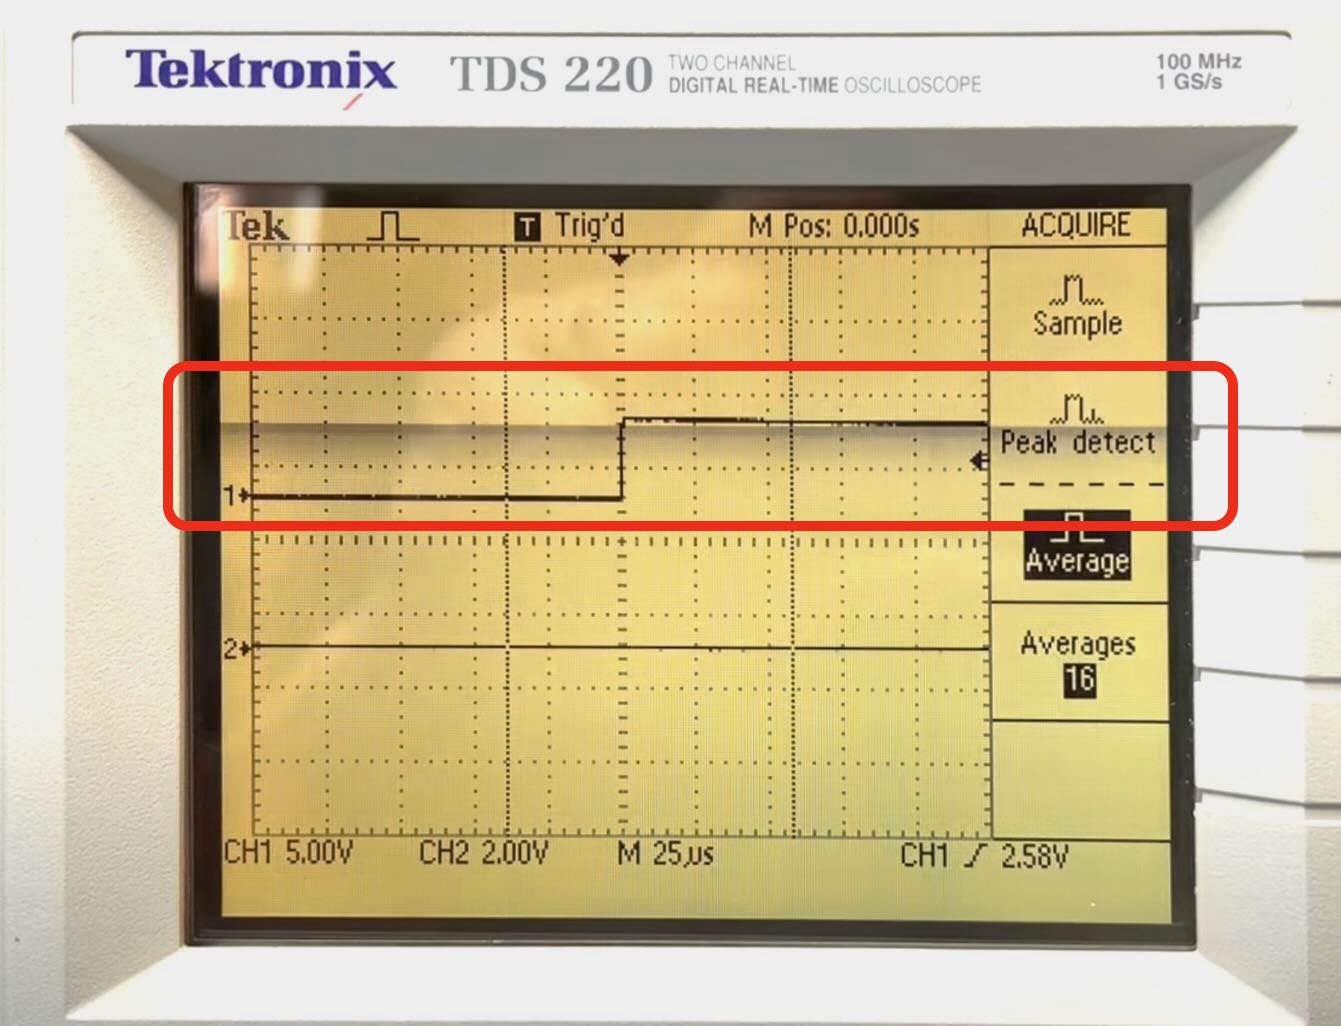 Tektronix TDS 220 TWO CHANNEL
DIGITAL REAL-TIME OSCILLOSCOPE
100 MHz
1 GS/s
Tek T Trig'd M Pos: 0.000s ACQUIRE
Sample
Peak detect
Average
Averages
16
1
2
CH1 5.00V CH2 2.00V M 25µs CH1 2.58V